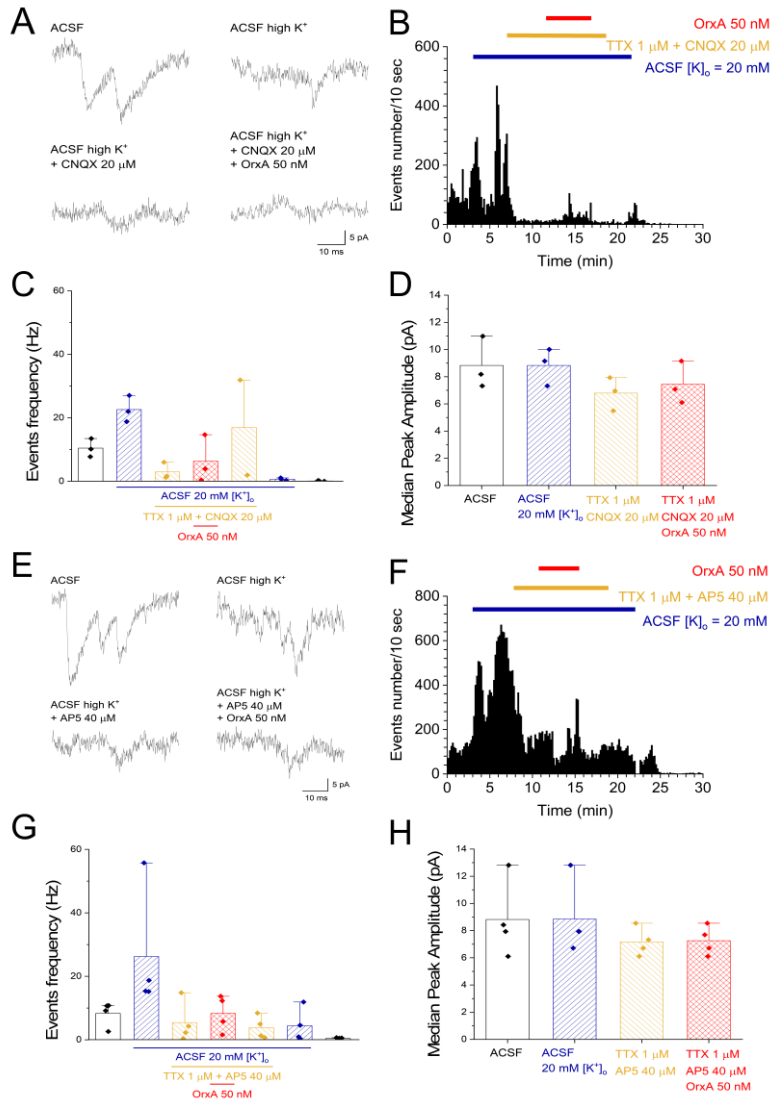 A
ACSF
ACSF high K⁺
ACSF high K⁺
+ CNQX 20 μM
ACSF high K⁺
+ CNQX 20 μM
+ OrxA 50 nM
5 pA
10 ms
B
OrxA 50 nM
TTX 1 μM + CNQX 20 μM
ACSF [K]ₒ = 20 mM
Events number/10 sec
600
400
200
0
0 5 10 15 20 25 30
Time (min)
C
Events frequency (Hz)
60
40
20
0
ACSF 20 mM [K⁺]ₒ
TTX 1 μM + CNQX 20 μM
OrxA 50 nM
D
Median Peak Amplitude (pA)
14
12
10
8
6
4
2
0
ACSF
ACSF
20 mM [K⁺]ₒ
TTX 1 μM
CNQX 20 μM
TTX 1 μM
CNQX 20 μM
OrxA 50 nM
E
ACSF
ACSF high K⁺
ACSF high K⁺
+ AP5 40 μM
ACSF high K⁺
+ AP5 40 μM
+ OrxA 50 nM
5 pA
10 ms
F
OrxA 50 nM
TTX 1 μM + AP5 40 μM
ACSF [K]ₒ = 20 mM
Events number/10 sec
800
600
400
200
0
0 5 10 15 20 25 30
Time (min)
G
Events frequency (Hz)
60
40
20
0
ACSF 20 mM [K⁺]ₒ
TTX 1 μM + AP5 40 μM
OrxA 50 nM
H
Median Peak Amplitude (pA)
14
12
10
8
6
4
2
0
ACSF
ACSF
20 mM [K⁺]ₒ
TTX 1 μM
AP5 40 μM
TTX 1 μM
AP5 40 μM
OrxA 50 nM